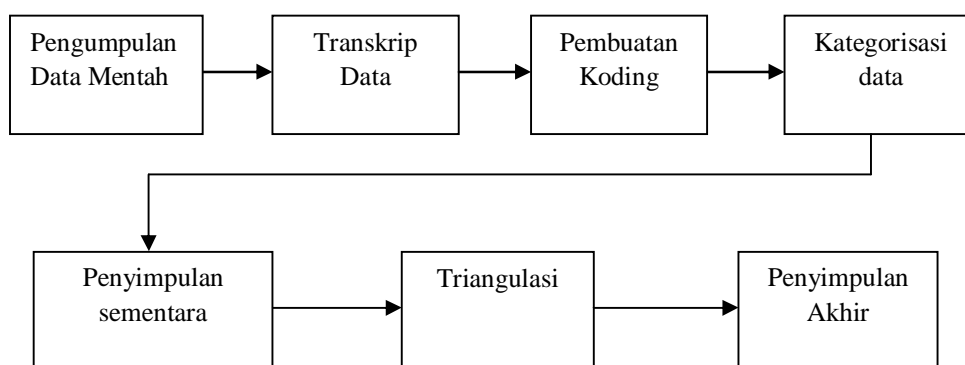 Pengumpulan
Data Mentah
Transkrip
Data
Pembuatan
Koding
Kategorisasi
data
Penyimpulan
sementara
Triangulasi
Penyimpulan
Akhir